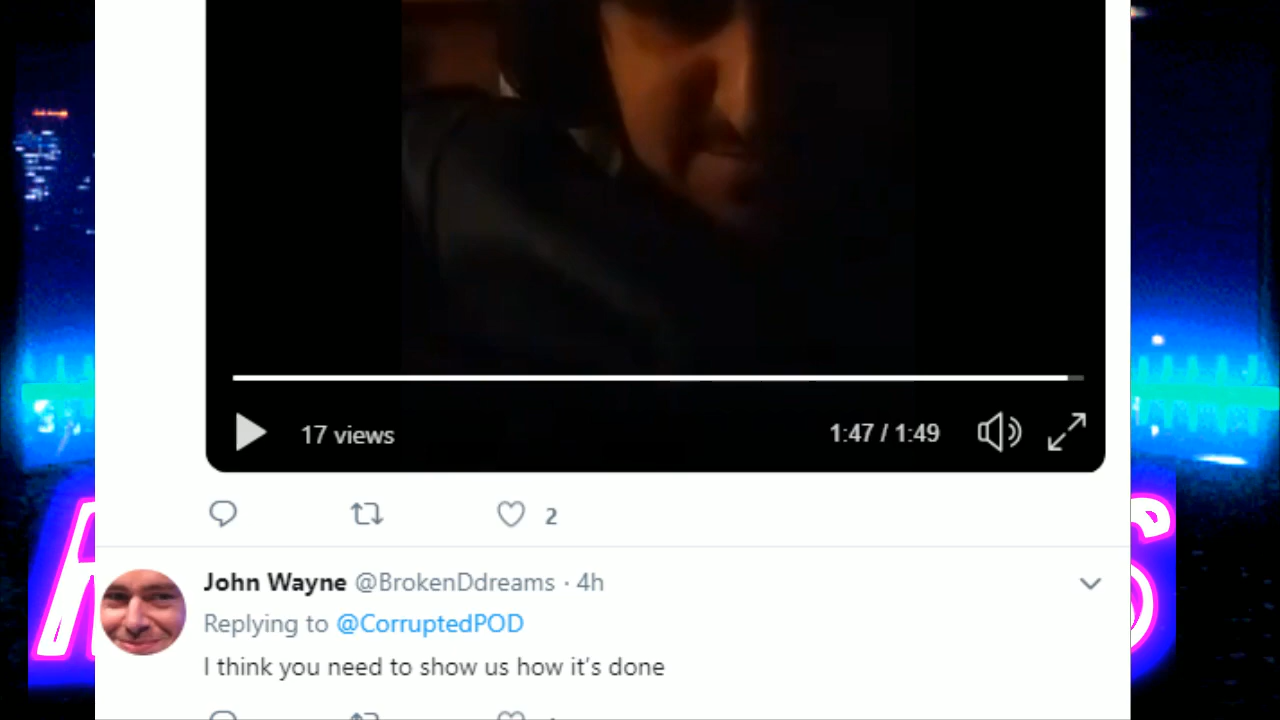 17 views
1:47 / 1:49
2
John Wayne @BrokenDdreams · 4h
Replying to @CorruptedPOD
I think you need to show us how it's done